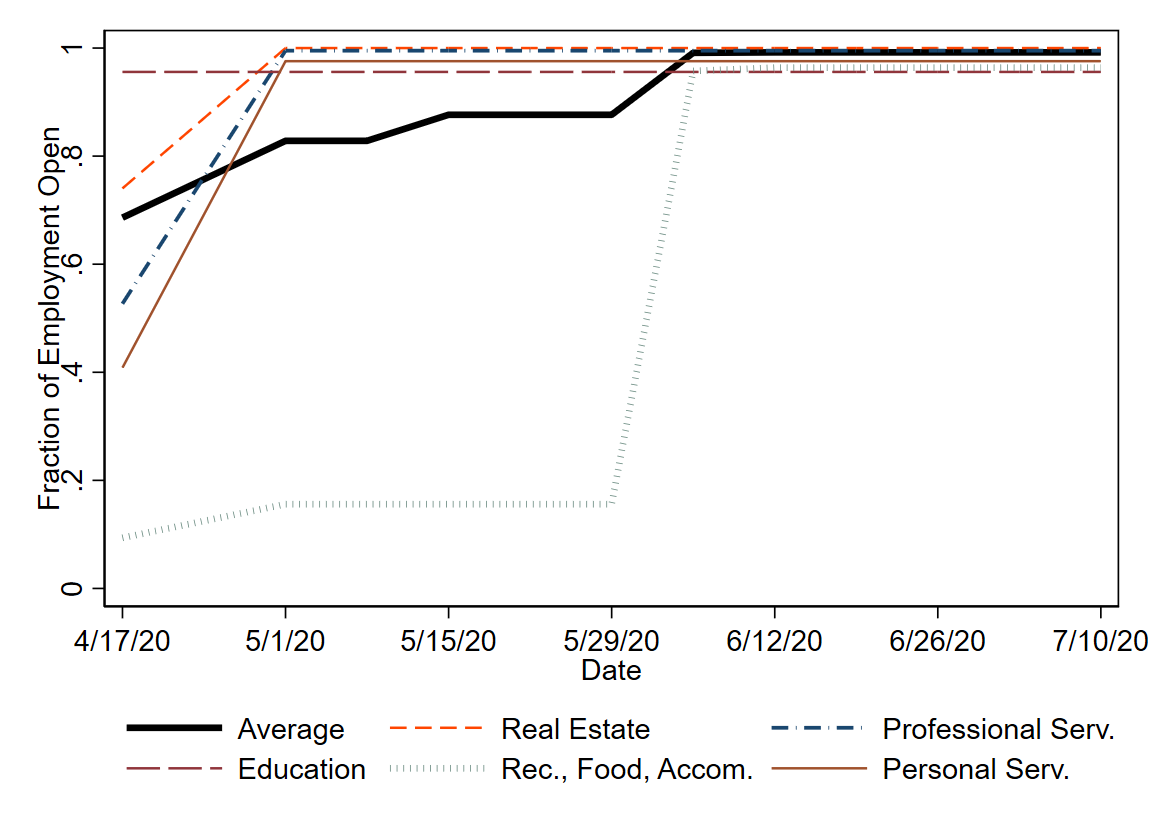 Fraction of Employment Open
1
.8
.6
.4
.2
0
4/17/20 5/1/20 5/15/20 5/29/20 6/12/20 6/26/20 7/10/20
Date
Average Real Estate Professional Serv.
Education Rec., Food, Accom. Personal Serv.